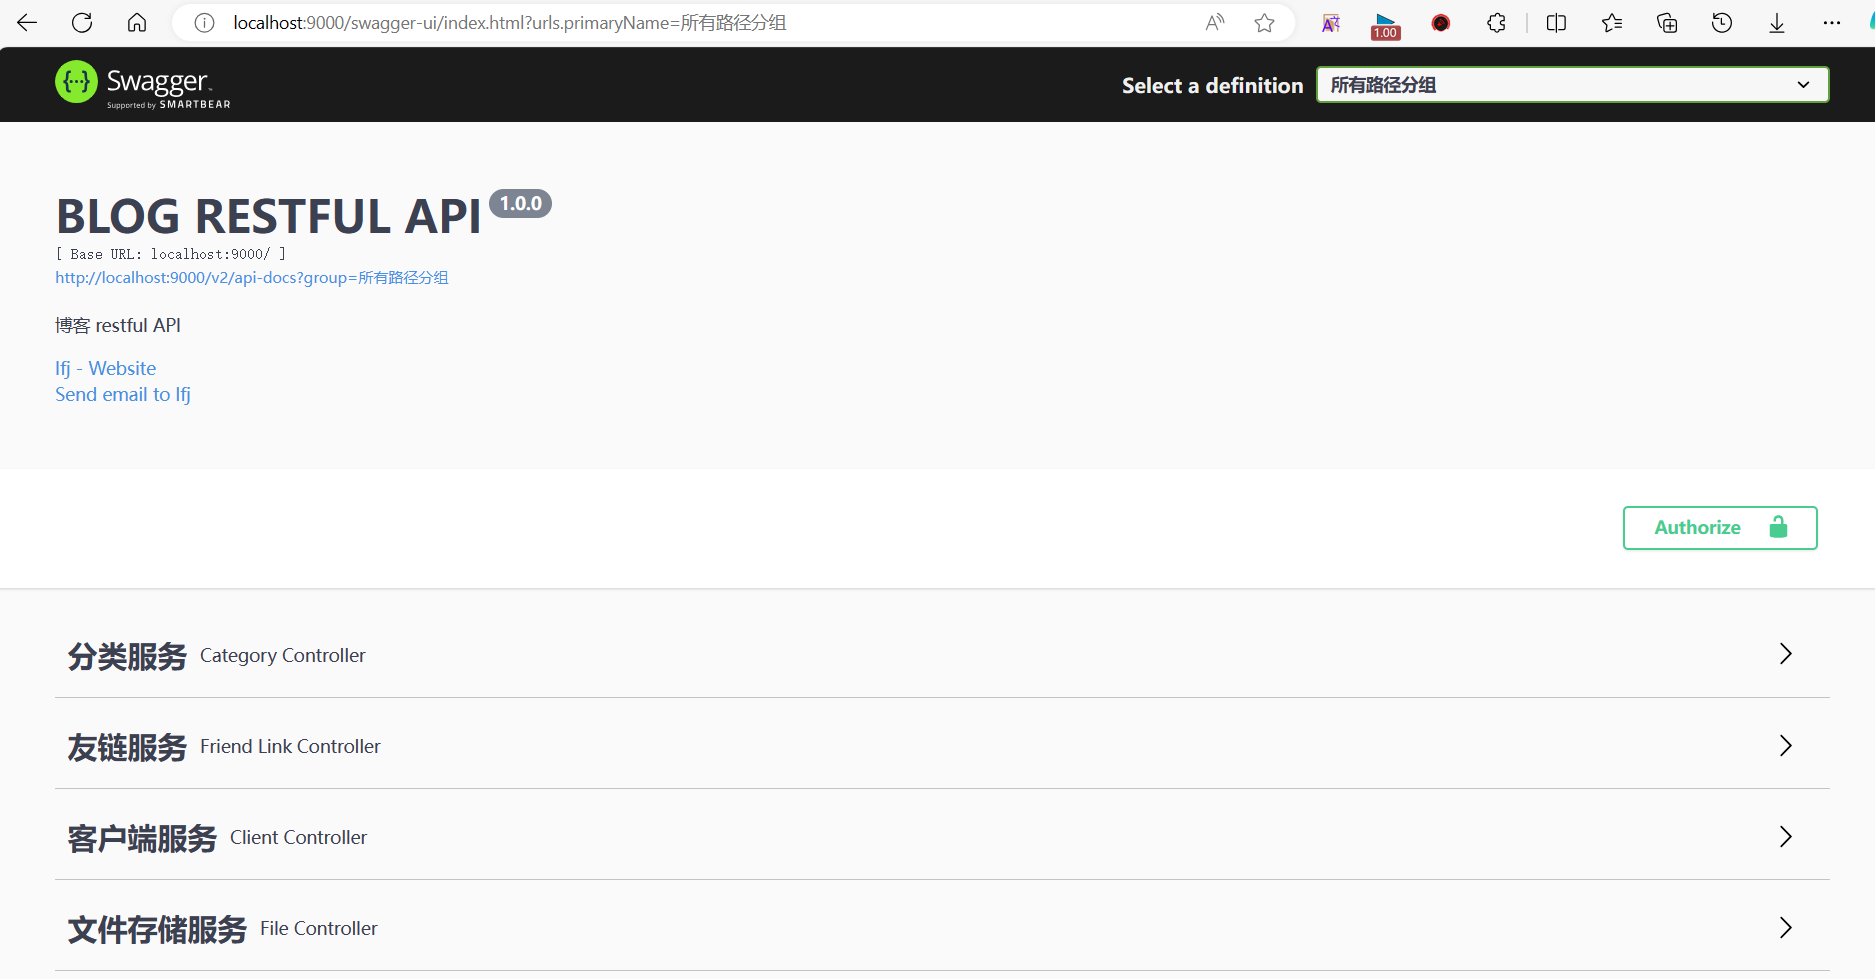 localhost:9000/swagger-ui/index.html?urls.primaryName=所有路径分组
1.00
Swagger.
Supported by SMARTBEAR
Select a definition
所有路径分组
BLOG RESTFUL API 1.0.0
[ Base URL: localhost:9000/ ]
http://localhost:9000/v2/api-docs?group=所有路径分组
博客 restful API
lfj - Website
Send email to lfj
Authorize
分类服务 Category Controller
友链服务 Friend Link Controller
客户端服务 Client Controller
文件存储服务 File Controller